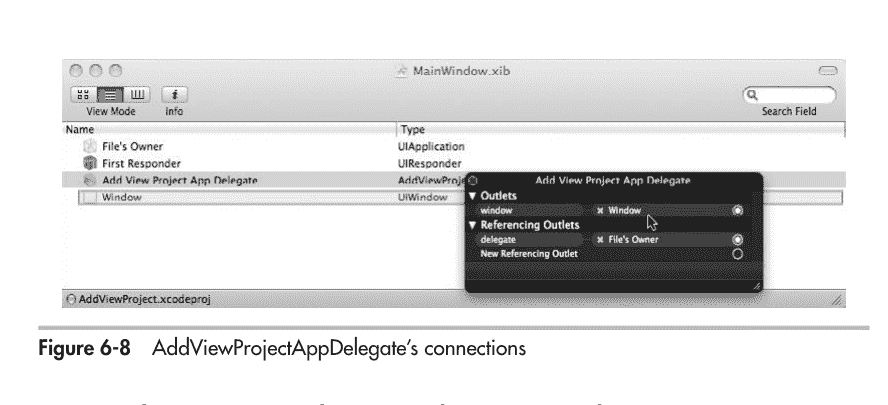 MainWindow.xib
View Mode Info Search Field
Name Type
File's Owner UIApplication
First Responder UIResponder
Add View Project App Delegate AddViewProje
Window UIWindow
Add View Project App Delegate
Outlets
window × Window
Referencing Outlets
delegate × File's Owner
New Referencing Outlet
AddViewProject.xcodeproj
Figure 6-8 AddViewProjectAppDelegate's connections